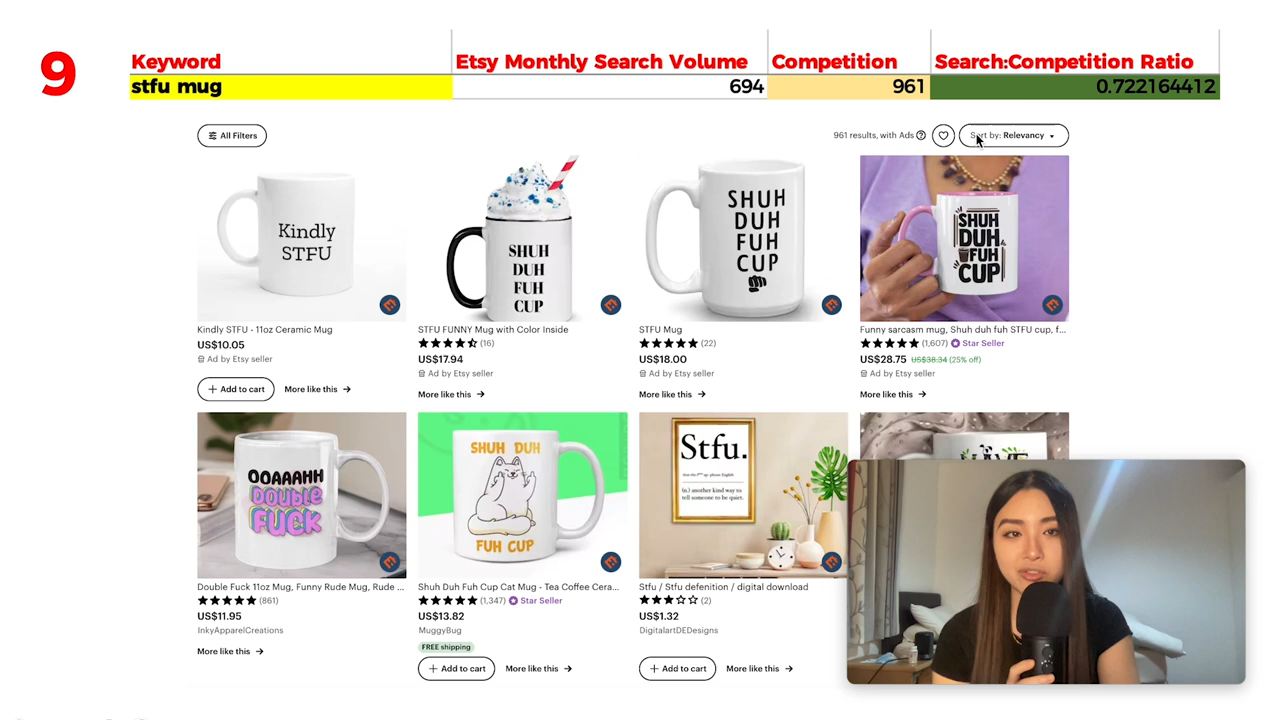 9
Keyword
Etsy Monthly Search Volume
Competition
Search:Competition Ratio
stfu mug
694
961
0.722164412
All Filters
961 results, with Ads
Sort by: Relevancy
Kindly
STFU
SHUH
DUH
FUH
CUP
SHUH
DUH
FUH
CUP
SHUH
DUH
FUH
CUP
Kindly STFU - 11oz Ceramic Mug
US$10.05
Ad by Etsy seller
Add to cart
More like this
STFU FUNNY Mug with Color Inside
(16)
US$17.94
Ad by Etsy seller
More like this
STFU Mug
(22)
US$18.00
Ad by Etsy seller
More like this
Funny sarcasm mug, Shuh duh fuh STFU cup, f...
(1,607) Star Seller
US$28.75 US$38.34 (25% off)
Ad by Etsy seller
More like this
OOAAAHH
DOUBLE
FUCK
SHUH DUH
FUH CUP
Stfu.
(n.) another kind way to
tell someone to be quiet.
Double Fuck 11oz Mug, Funny Rude Mug, Rude ...
(861)
US$11.95
InkyApparelCreations
More like this
Shuh Duh Fuh Cup Cat Mug - Tea Coffee Cera...
(1,347) Star Seller
US$13.82
MuggyBug
FREE shipping
Add to cart
More like this
Stfu / Stfu defenition / digital download
(2)
US$1.32
DigitalartDEDesigns
Add to cart
More like this